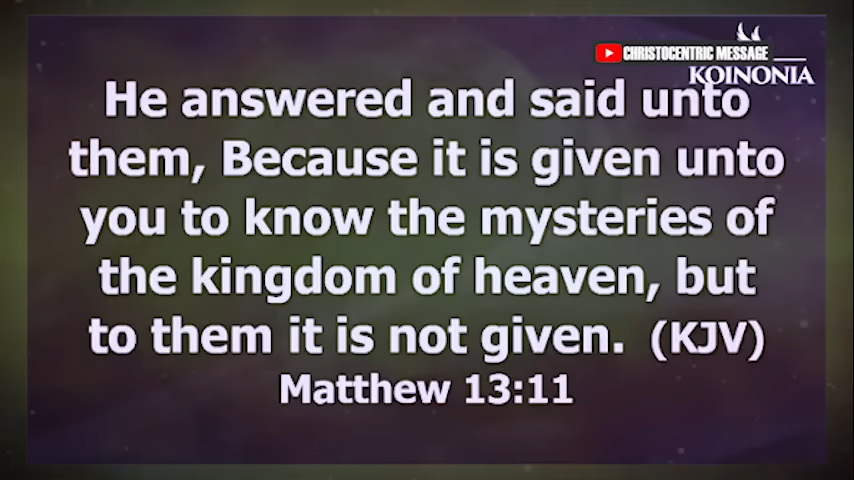 CHRISTOCENTRIC MESSAGE
KOINONIA
He answered and said unto
them, Because it is given unto
you to know the mysteries of
the kingdom of heaven, but
to them it is not given. (KJV)
Matthew 13:11